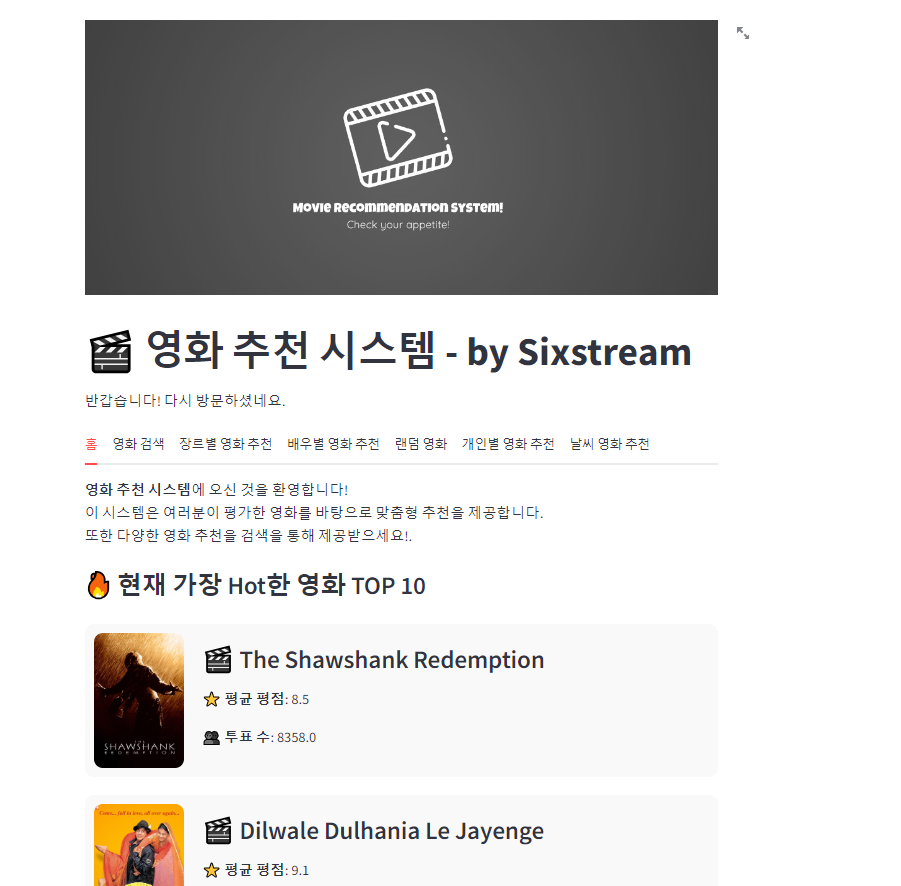 Movie Recommendation System!
Check your appetite!
🎬 영화 추천 시스템 - by Sixstream
반갑습니다! 다시 방문하셨네요.
홈 영화 검색 장르별 영화 추천 배우별 영화 추천 랜덤 영화 개인별 영화 추천 날씨 영화 추천
영화 추천 시스템에 오신 것을 환영합니다!
이 시스템은 여러분이 평가한 영화를 바탕으로 맞춤형 추천을 제공합니다.
또한 다양한 영화 추천을 검색을 통해 제공받으세요!.
🔥 현재 가장 Hot한 영화 TOP 10
🎬 The Shawshank Redemption
⭐ 평균 평점: 8.5
👥 투표 수: 8358.0
THE
SHAWSHANK
REDEMPTION
🎬 Dilwale Dulhania Le Jayenge
Come... fall in love, all over again...
⭐ 평균 평점: 9.1